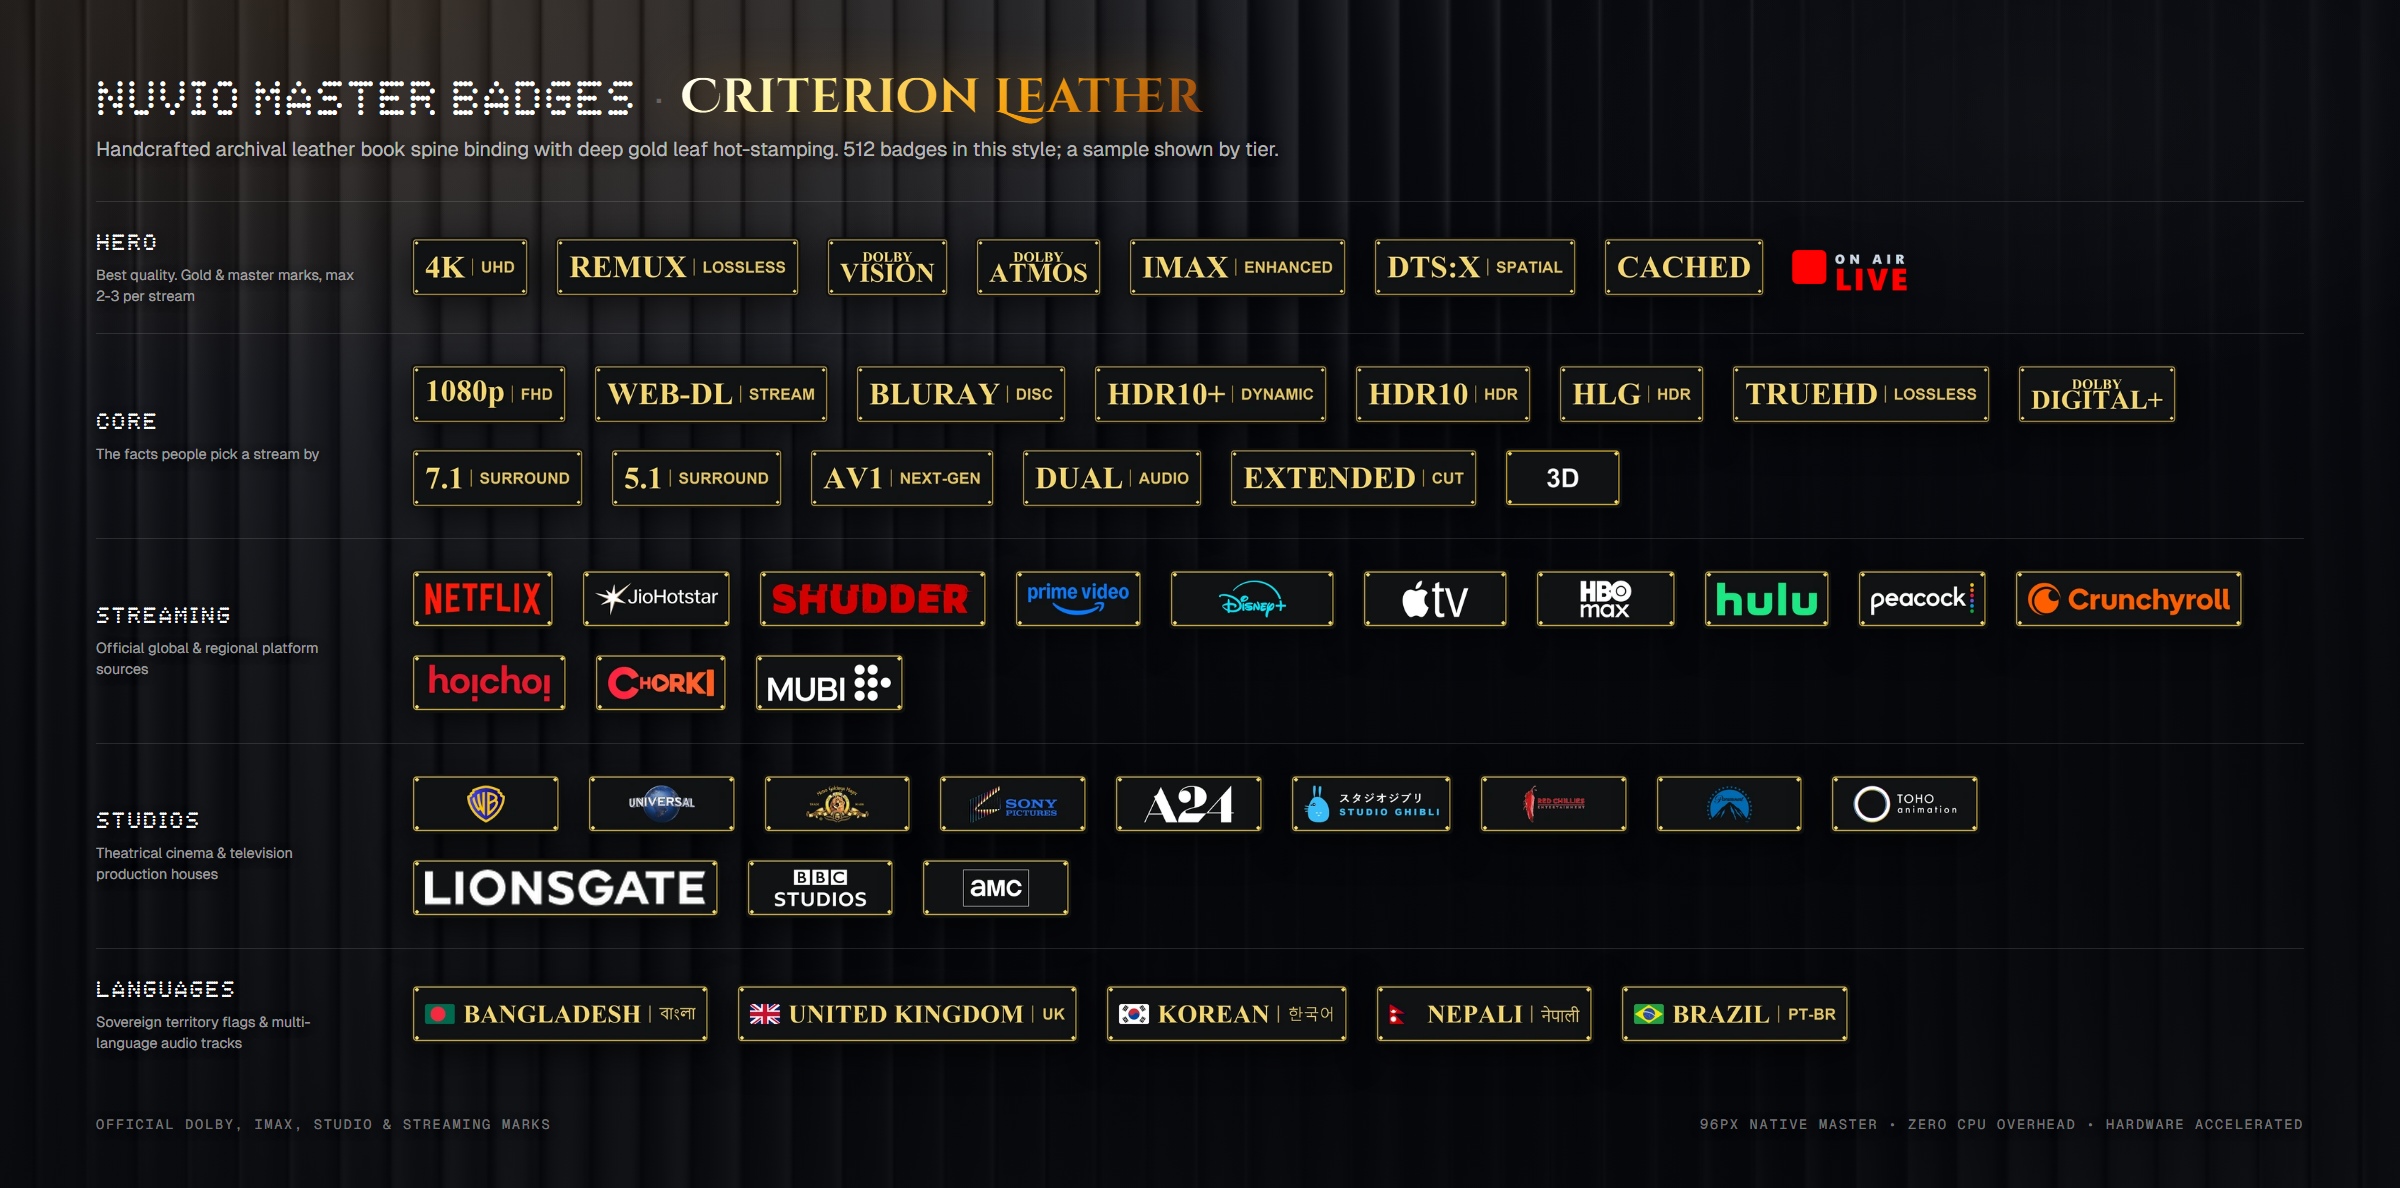 NUVIO MASTER BADGES · CRITERION LEATHER
Handcrafted archival leather book spine binding with deep gold leaf hot-stamping. 512 badges in this style; a sample shown by tier.
HERO
Best quality. Gold & master marks, max
2-3 per stream
4K | UHD
REMUX | LOSSLESS
DOLBY
VISION
DOLBY
ATMOS
IMAX | ENHANCED
DTS:X | SPATIAL
CACHED
ON AIR
LIVE
CORE
The facts people pick a stream by
1080p | FHD
WEB-DL | STREAM
BLURAY | DISC
HDR10+ | DYNAMIC
HDR10 | HDR
HLG | HDR
TRUEHD | LOSSLESS
DOLBY
DIGITAL+
7.1 | SURROUND
5.1 | SURROUND
AV1 | NEXT-GEN
DUAL | AUDIO
EXTENDED | CUT
3D
STREAMING
Official global & regional platform
sources
NETFLIX
JioHotstar
SHUDDER
prime video
Disney+
tv
HBO
max
hulu
peacock
Crunchyroll
hoichoi
CHORKI
MUBI
STUDIOS
Theatrical cinema & television
production houses
WB
UNIVERSAL
SONY
PICTURES
A24
スタジオジブリ
STUDIO GHIBLI
RED CHILLIES
ENTERTAINMENT
Paramount
TOHO
animation
LIONSGATE
BBC
STUDIOS
aMC
LANGUAGES
Sovereign territory flags & multi-
language audio tracks
BANGLADESH | বাংলা
UNITED KINGDOM | UK
KOREAN | 한국어
NEPALI | नेपाली
BRAZIL | PT-BR
OFFICIAL DOLBY, IMAX, STUDIO & STREAMING MARKS
96PX NATIVE MASTER • ZERO CPU OVERHEAD • HARDWARE ACCELERATED